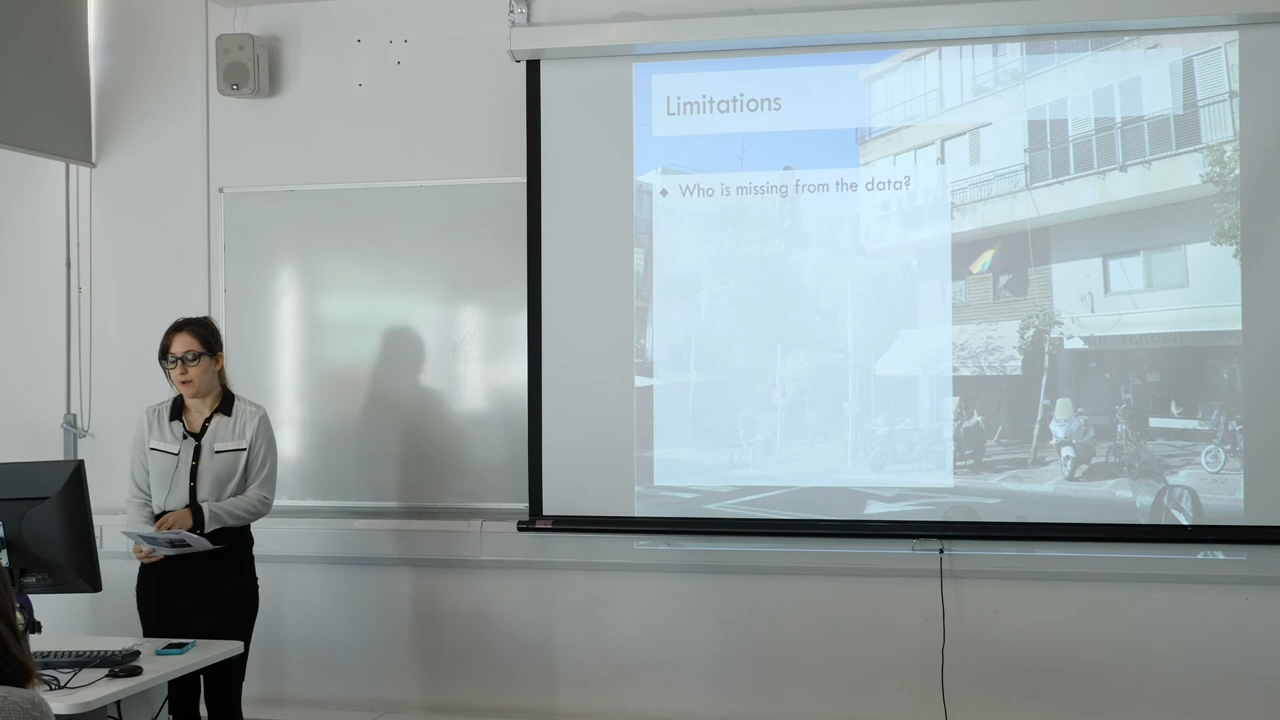 Limitations
◆ Who is missing from the data?